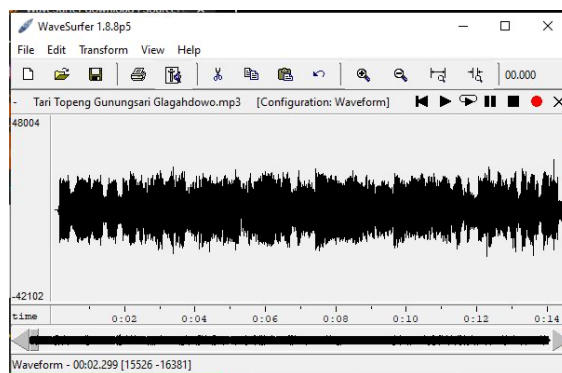 WaveSurfer 1.8.8p5
File Edit Transform View Help
00.000
- Tari Topeng Gunungsari Glagahdowo.mp3 [Configuration: Waveform]
48004
-42102
time 0:02 0:04 0:06 0:08 0:10 0:12 0:14
Waveform - 00:02.299 [15526 -16381]